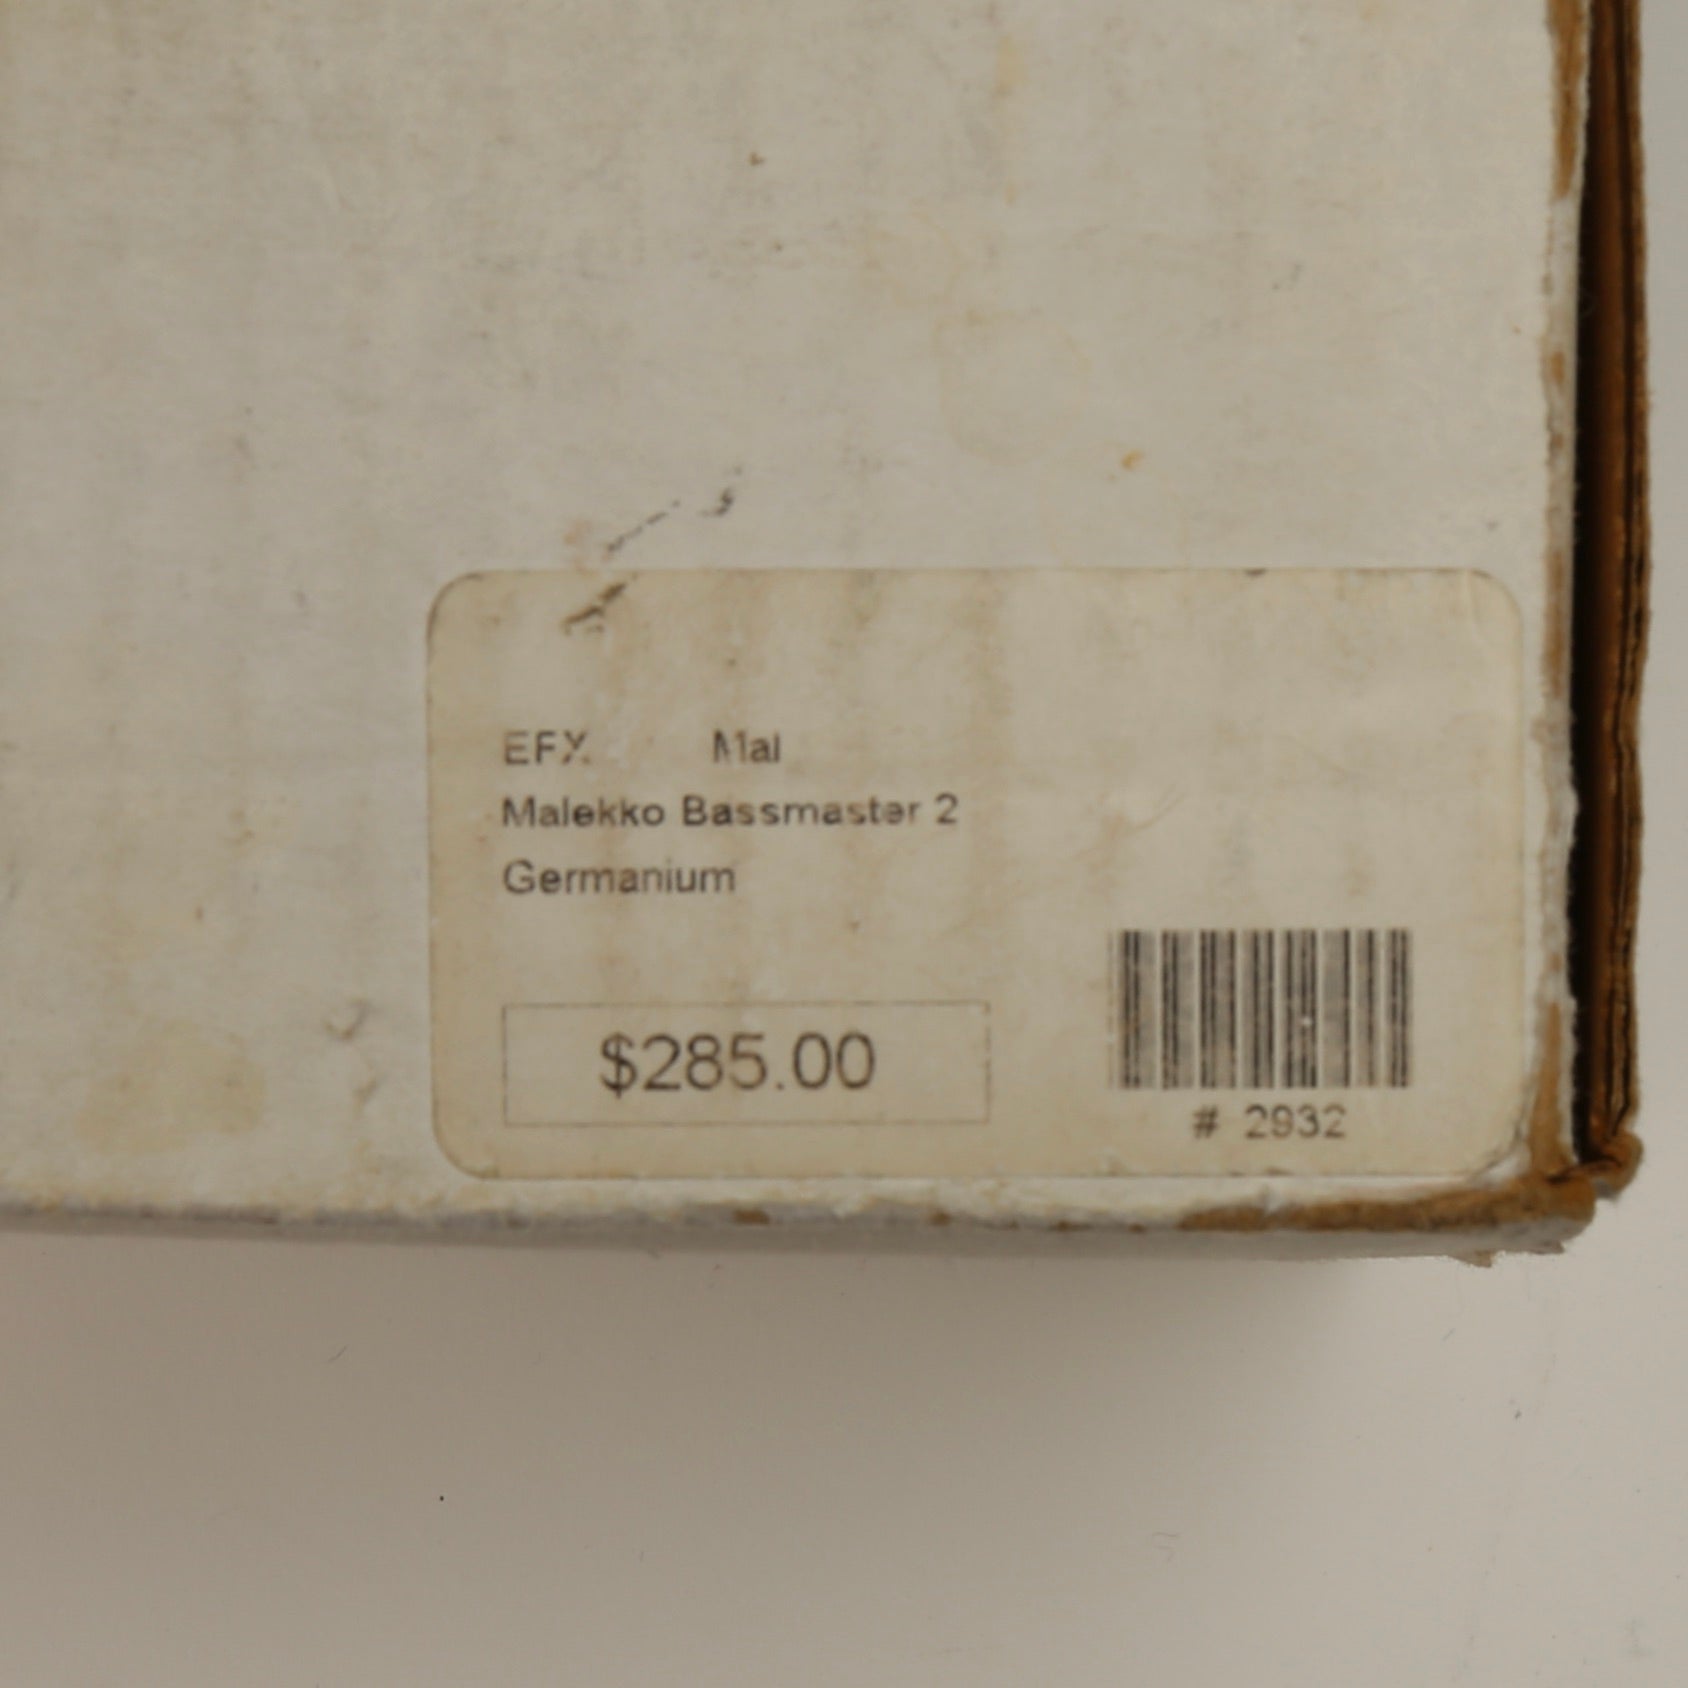 EFX Mal
Malekko Bassmaster 2
Germanium
$285.00
# 2932